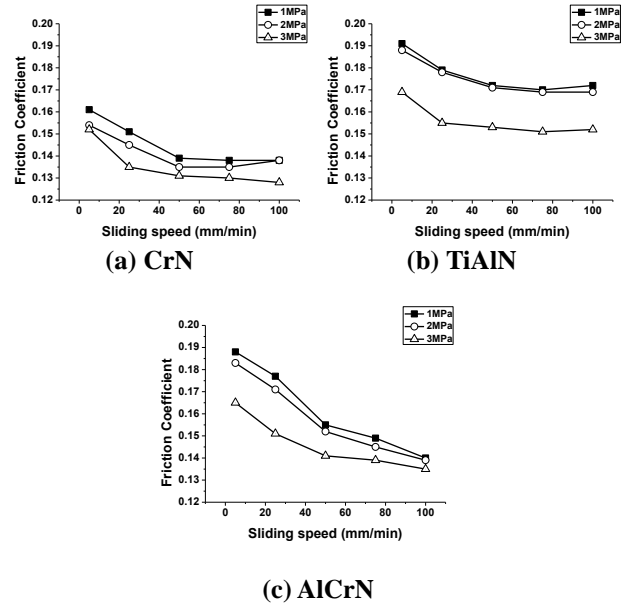 0.20
0.19
0.18
0.17
0.16
0.15
0.14
0.13
0.12
Friction Coefficient
1MPa
2MPa
3MPa
0 20 40 60 80 100
Sliding speed (mm/min)
(a) CrN
0.20
0.19
0.18
0.17
0.16
0.15
0.14
0.13
0.12
Friction Coefficient
1MPa
2MPa
3MPa
0 20 40 60 80 100
Sliding speed (mm/min)
(b) TiAlN
0.20
0.19
0.18
0.17
0.16
0.15
0.14
0.13
0.12
Friction Coefficient
1MPa
2MPa
3MPa
0 20 40 60 80 100
Sliding speed (mm/min)
(c) AlCrN